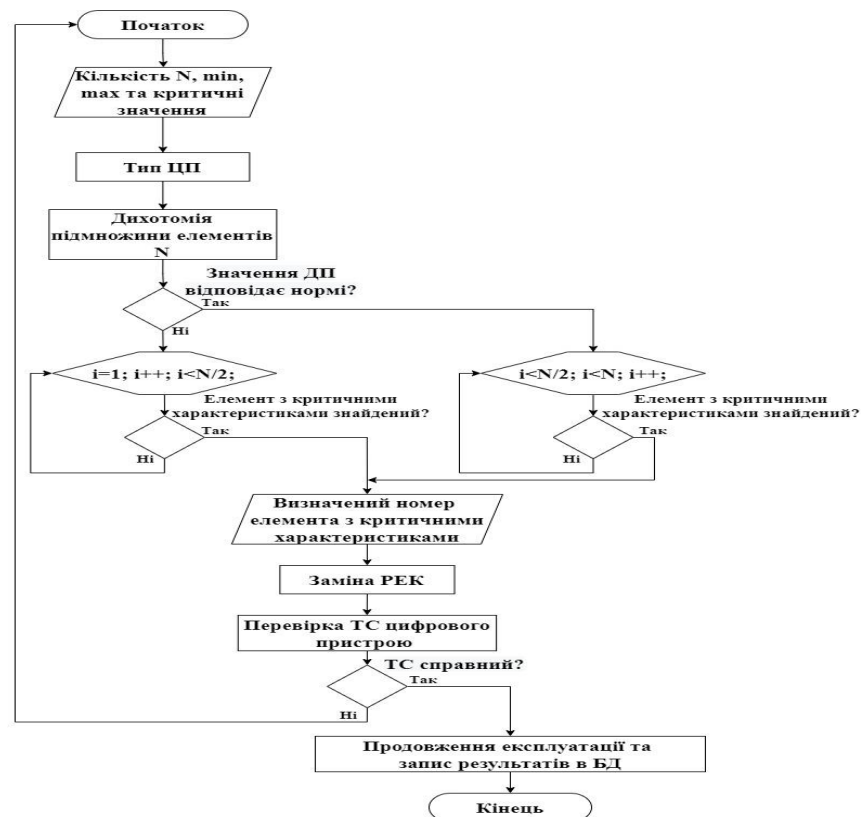 Початок
Кількість N, min,
max та критичні
значення
Тип ЦП
Дихотомія
підмножини елементів
N
Значення ДП
відповідає нормі?
Так
Ні
i=1; i++; i<N/2;
i<N/2; i<N; i++;
Елемент з критичними
характеристиками знайдений?
Так
Ні
Елемент з критичними
характеристиками знайдений?
Так
Ні
Визначений номер
елемента з критичними
характеристиками
Заміна РЕК
Перевірка ТС цифрового
пристрою
ТС справний?
Так
Ні
Продовження експлуатації та
запис результатів в БД
Кінець